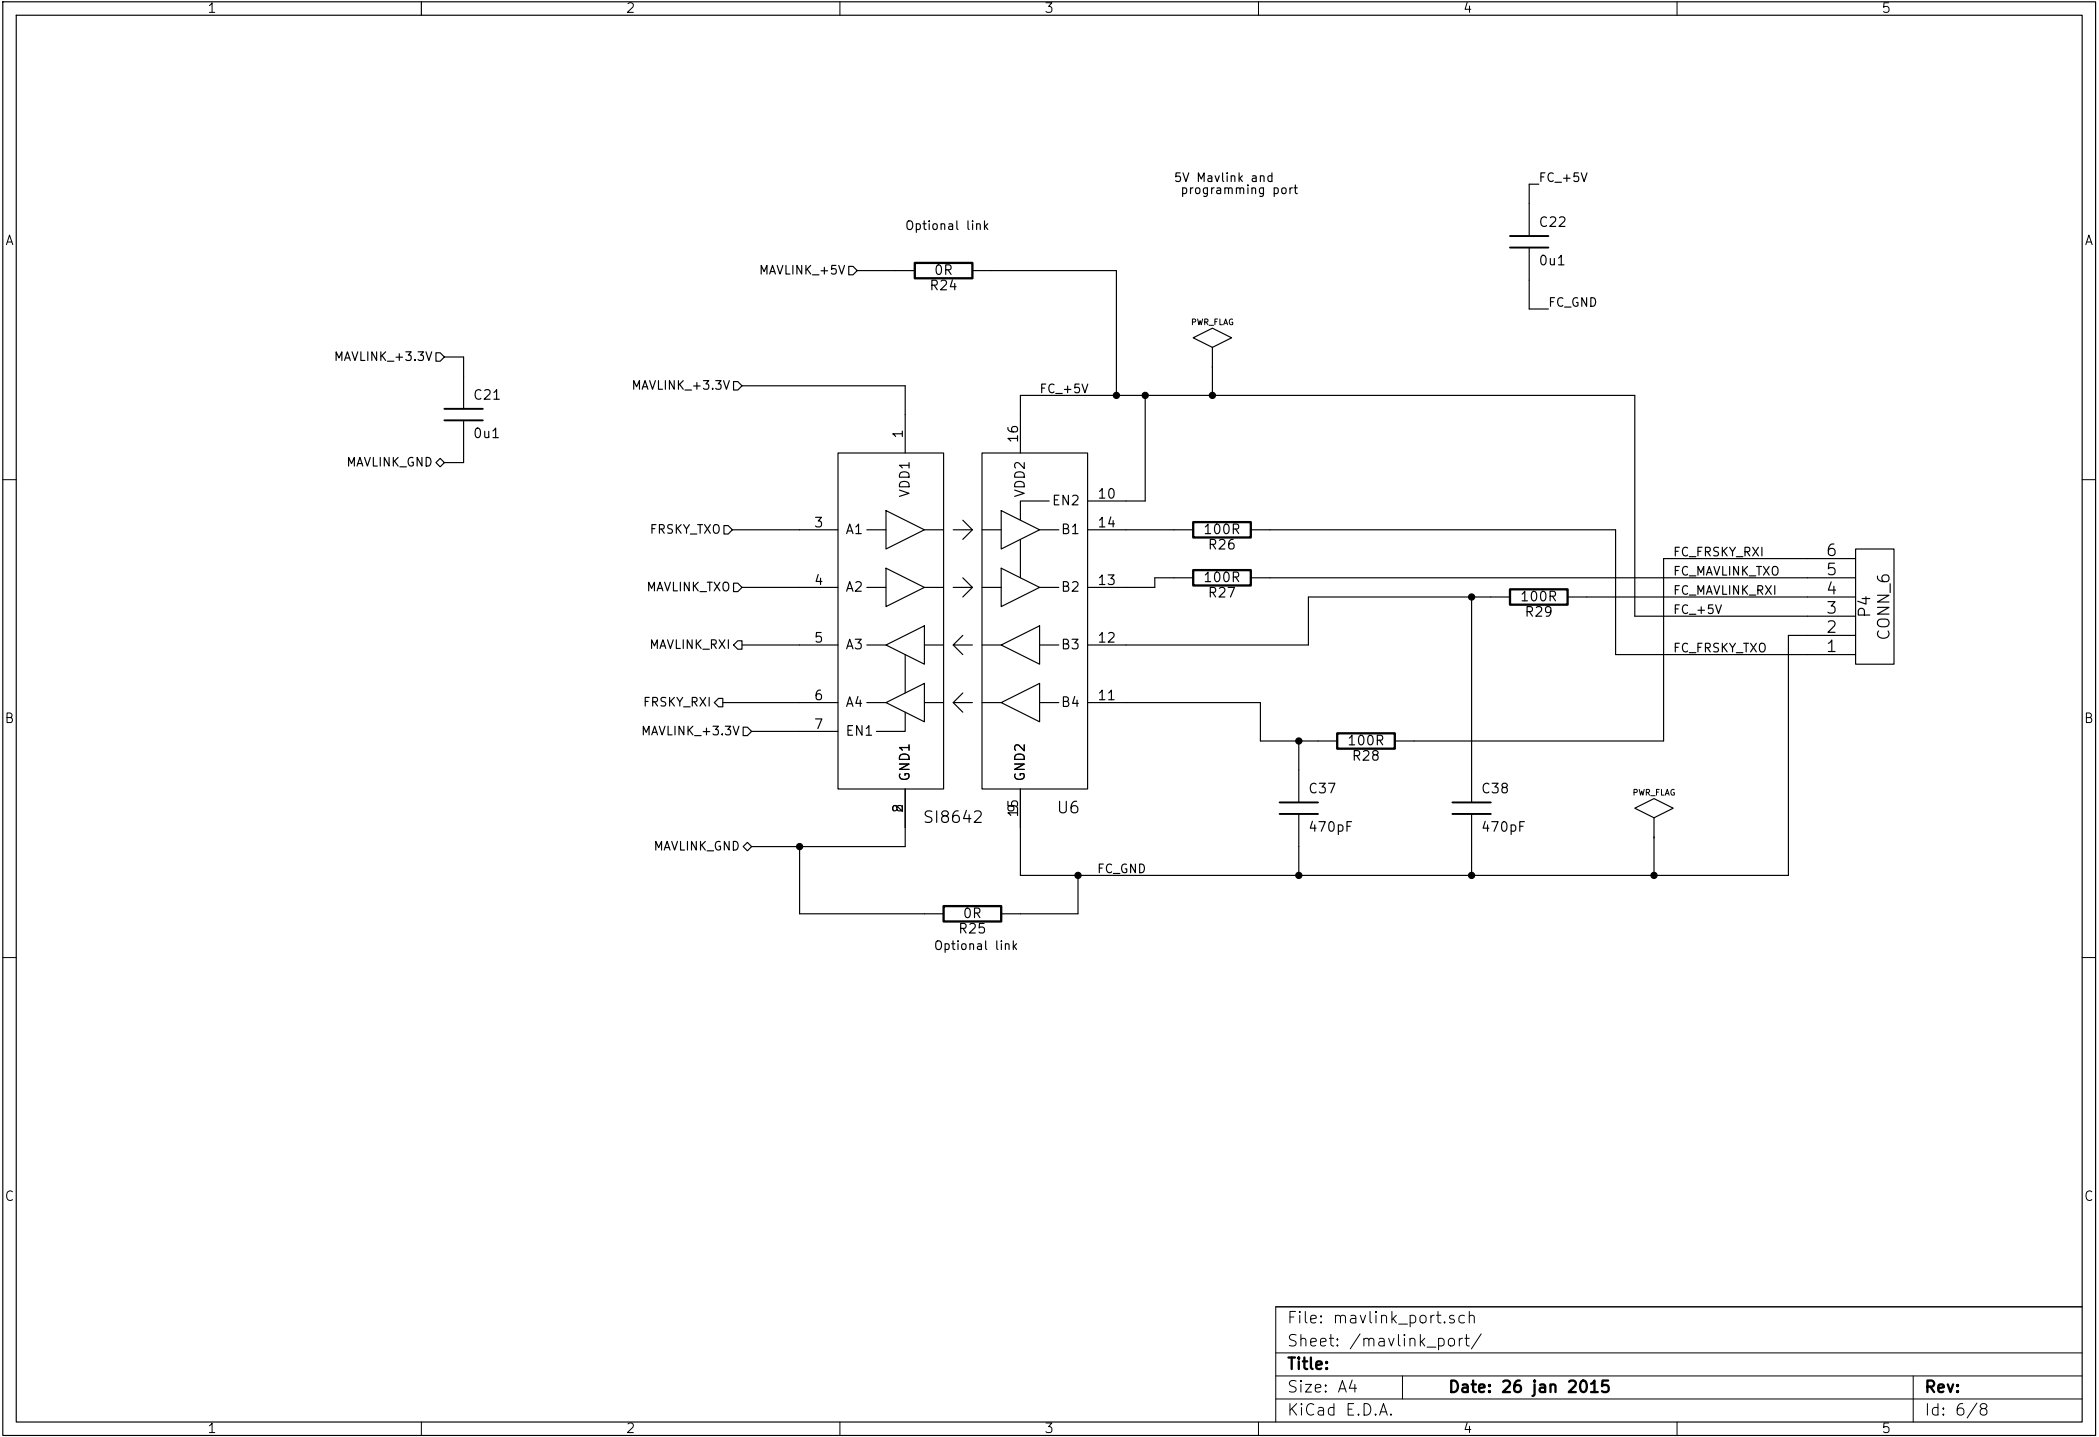 1 2 3 4 5
5V Mavlink and
programming port
FC_+5V
C22
0u1
FC_GND
A A
Optional link
MAVLINK_+5V
0R
R24
PWR_FLAG
MAVLINK_+3.3V
C21
0u1
MAVLINK_GND
MAVLINK_+3.3V
FC_+5V
1
16
VDD1
VDD2
EN2 10
FRSKY_TXO 3 A1
B1 14
100R
R26
MAVLINK_TXO 4 A2
B2 13
100R
R27
MAVLINK_RXI 5 A3
B3 12
100R
R29
FRSKY_RXI 6 A4
B4 11
MAVLINK_+3.3V 7 EN1
100R
R28
FC_FRSKY_RXI 6
FC_MAVLINK_TXO 5
FC_MAVLINK_RXI 4
FC_+5V 3
2
FC_FRSKY_TXO 1
P4
CONN_6
B B
GND1
GND2
SI8642
U6
C37
470pF
C38
470pF
PWR_FLAG
MAVLINK_GND
FC_GND
0R
R25
Optional link
C C
File: mavlink_port.sch
Sheet: /mavlink_port/
Title:
Size: A4 Date: 26 jan 2015 Rev:
KiCad E.D.A. Id: 6/8
1 2 3 4 5